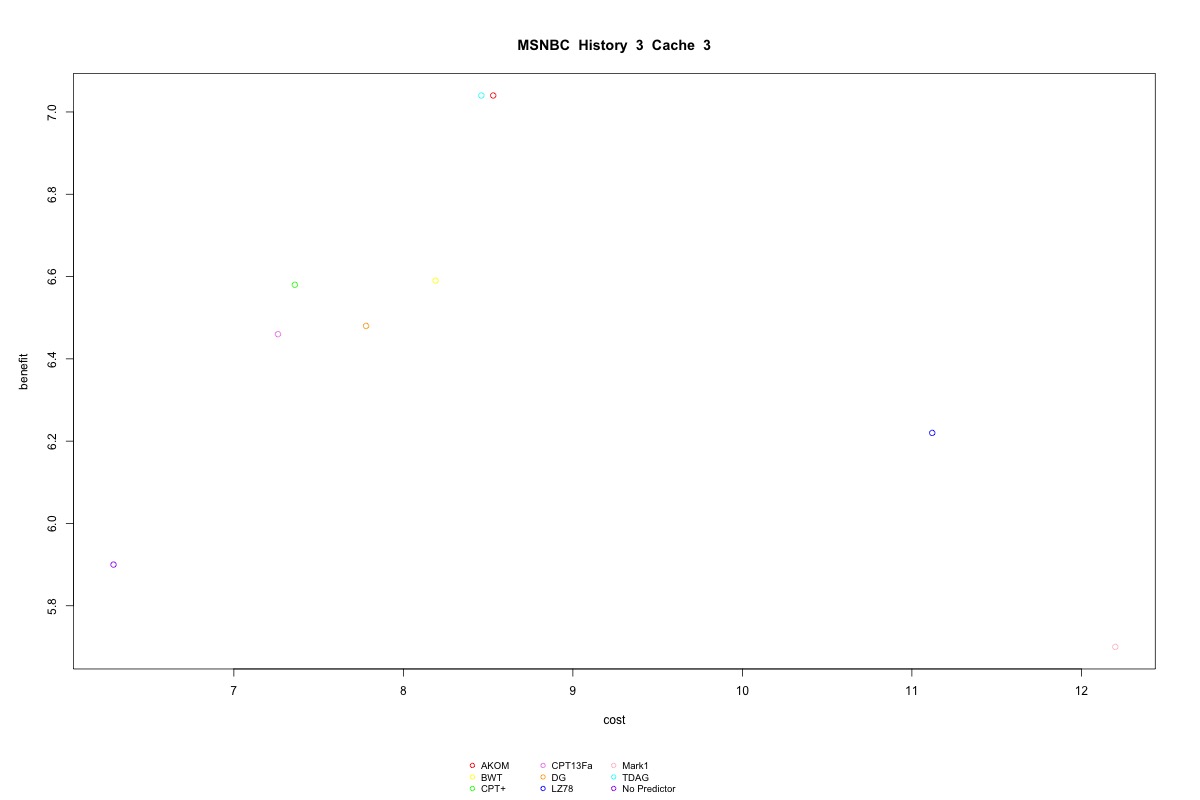 MSNBC History 3 Cache 3
7.0
6.8
6.6
6.4
6.2
6.0
5.8
benefit
7 8 9 10 11 12
cost
AKOM CPT13Fa Mark1
BWT DG TDAG
CPT+ LZ78 No Predictor